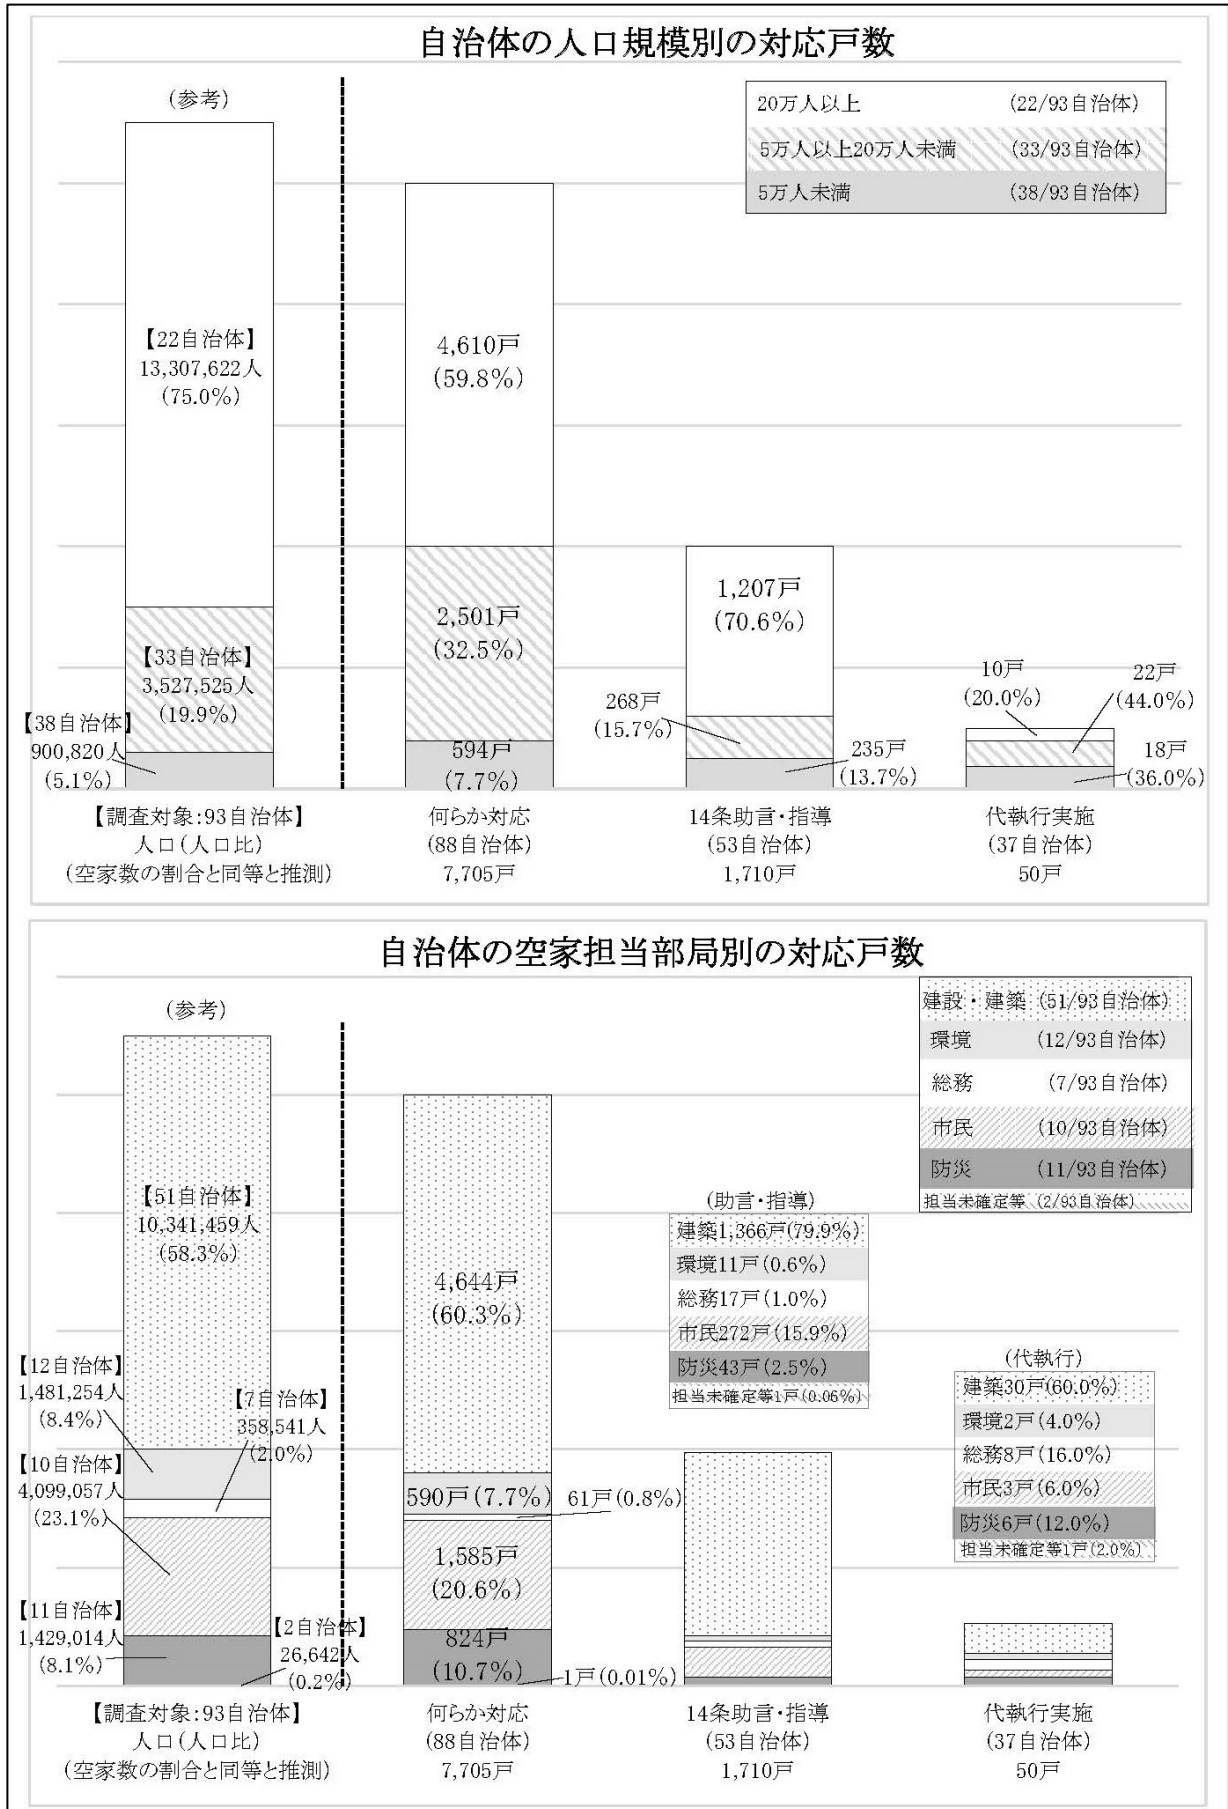 自治体の人口規模別の対応戸数
(参考)
20万人以上 (22/93自治体)
5万人以上20万人未満 (33/93自治体)
5万人未満 (38/93自治体)
【22自治体】
13,307,622人
(75.0%)
【33自治体】
3,527,525人
(19.9%)
【38自治体】
900,820人
(5.1%)
4,610戸
(59.8%)
2,501戸
(32.5%)
594戸
(7.7%)
1,207戸
(70.6%)
268戸
(15.7%)
235戸
(13.7%)
10戸
(20.0%)
22戸
(44.0%)
18戸
(36.0%)
【調査対象:93自治体】
人口(人口比)
(空家数の割合と同等と推測)
何らか対応
(88自治体)
7,705戸
14条助言・指導
(53自治体)
1,710戸
代執行実施
(37自治体)
50戸
自治体の空家担当部局別の対応戸数
(参考)
建設・建築 (51/93自治体)
環境 (12/93自治体)
総務 (7/93自治体)
市民 (10/93自治体)
防災 (11/93自治体)
担当未確定等 (2/93自治体)
【51自治体】
10,341,459人
(58.3%)
【12自治体】
1,481,254人
(8.4%)
【7自治体】
358,541人
(2.0%)
【10自治体】
4,099,057人
(23.1%)
【11自治体】
1,429,014人
(8.1%)
【2自治体】
26,642人
(0.2%)
4,644戸
(60.3%)
590戸(7.7%)
61戸(0.8%)
1,585戸
(20.6%)
824戸
(10.7%)
1戸(0.01%)
(助言・指導)
建築1,366戸(79.9%)
環境11戸(0.6%)
総務17戸(1.0%)
市民272戸(15.9%)
防災43戸(2.5%)
担当未確定等1戸(0.06%)
(代執行)
建築30戸(60.0%)
環境2戸(4.0%)
総務8戸(16.0%)
市民3戸(6.0%)
防災6戸(12.0%)
担当未確定等1戸(2.0%)
【調査対象:93自治体】
人口(人口比)
(空家数の割合と同等と推測)
何らか対応
(88自治体)
7,705戸
14条助言・指導
(53自治体)
1,710戸
代執行実施
(37自治体)
50戸